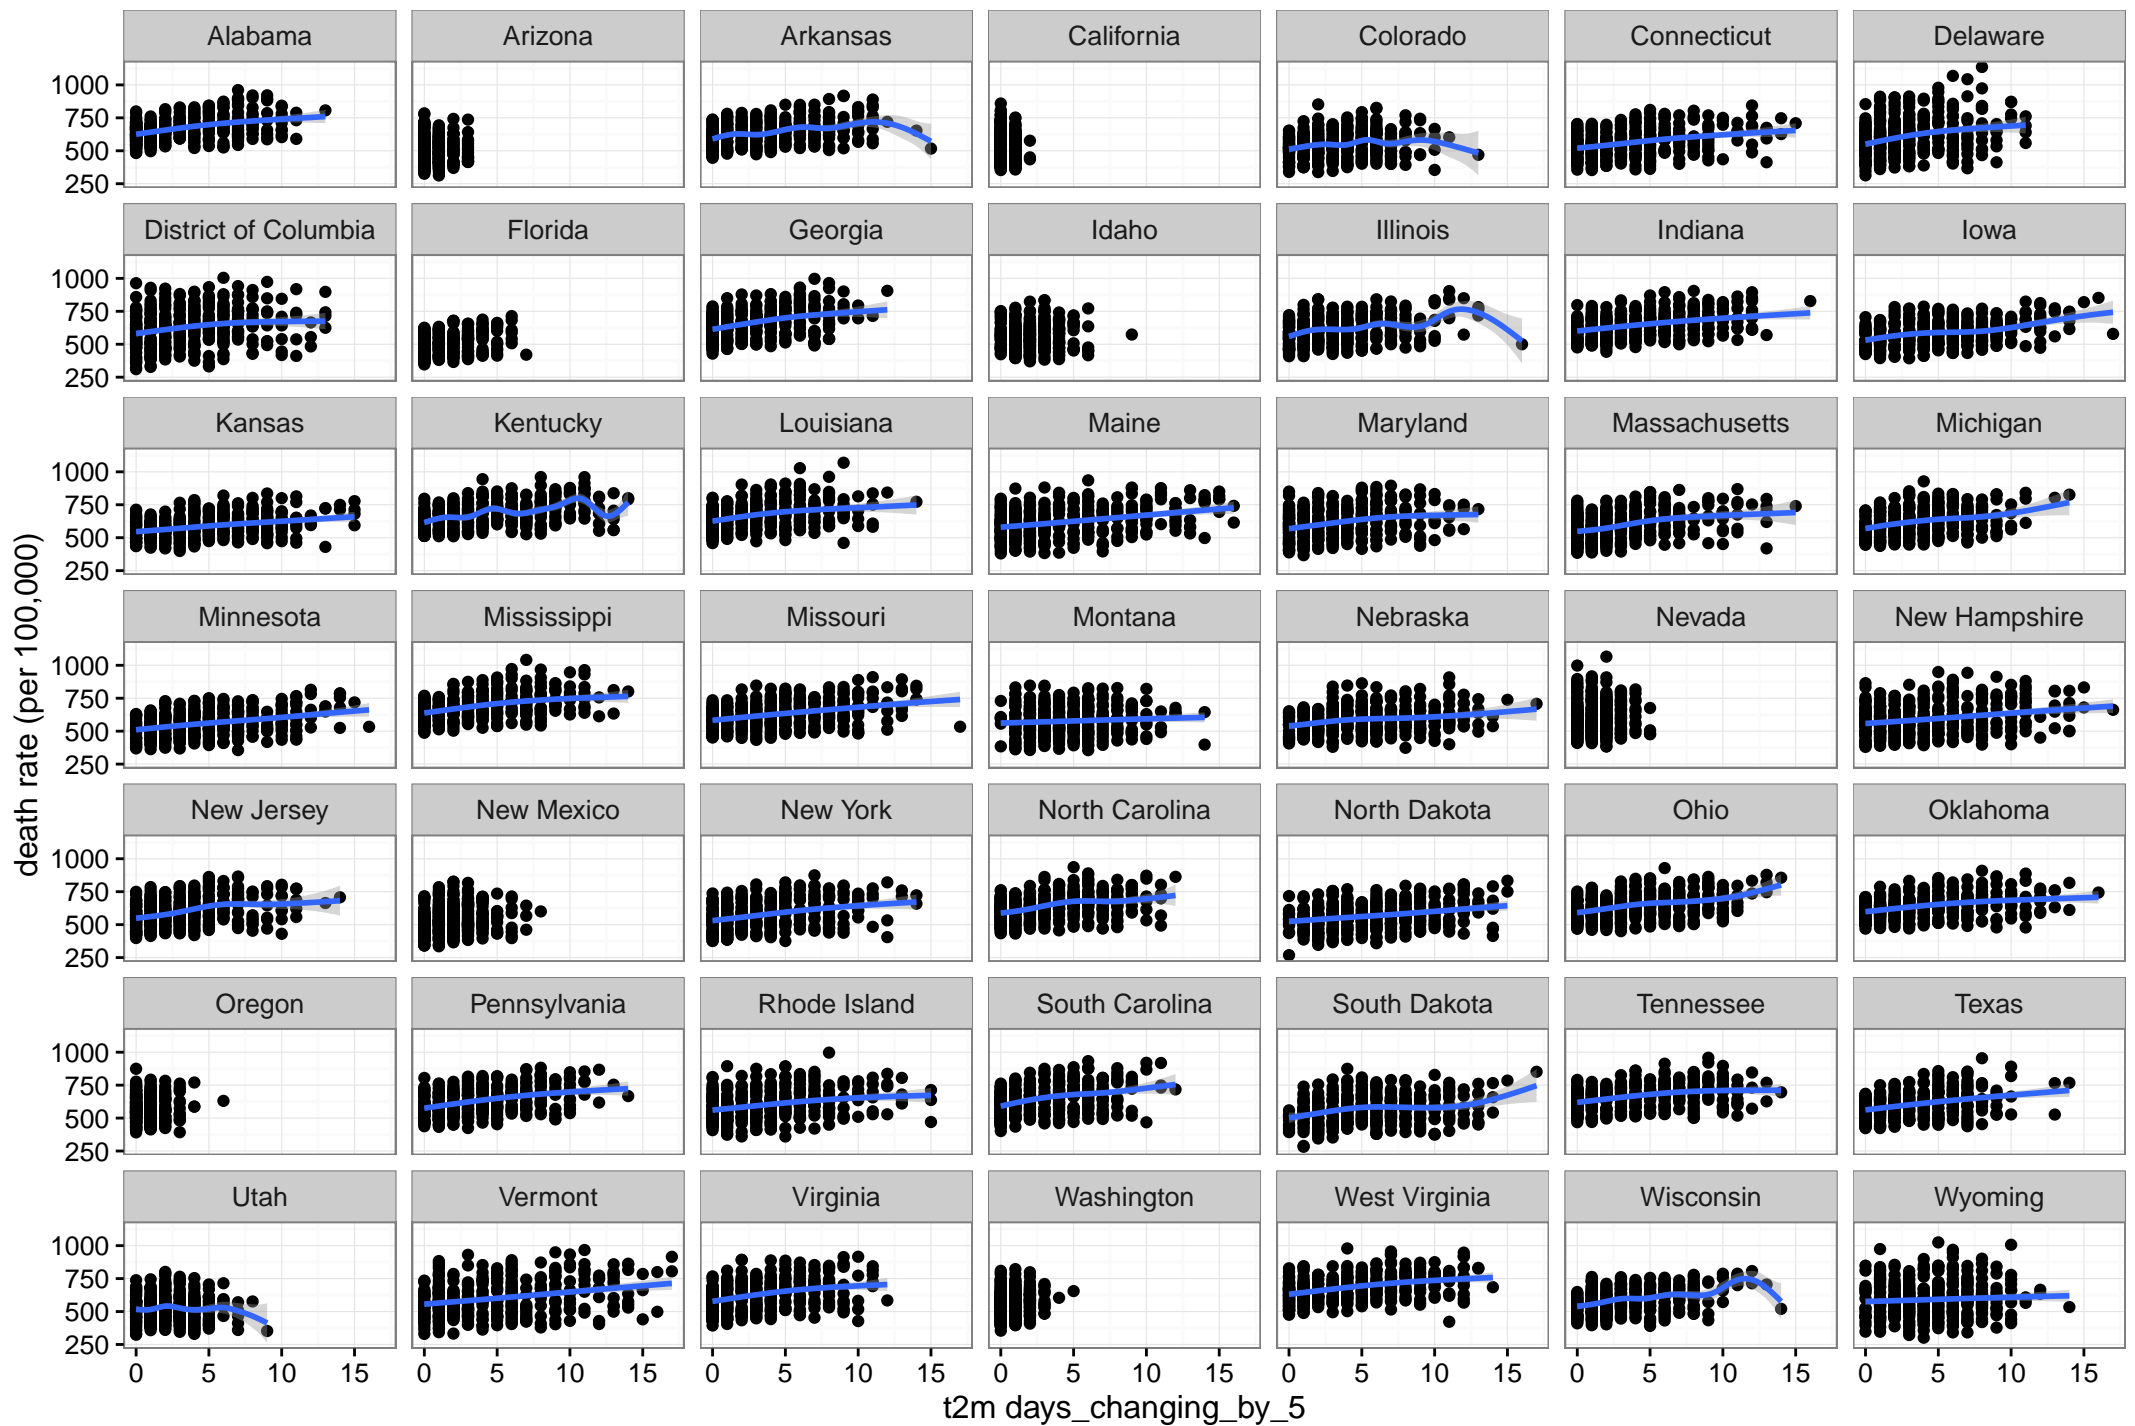 Alabama Arizona Arkansas California Colorado Connecticut Delaware
1000
750
500
250
District of Columbia Florida Georgia Idaho Illinois Indiana Iowa
1000
750
500
250
Kansas Kentucky Louisiana Maine Maryland Massachusetts Michigan
1000
750
500
250
Minnesota Mississippi Missouri Montana Nebraska Nevada New Hampshire
1000
750
500
250
New Jersey New Mexico New York North Carolina North Dakota Ohio Oklahoma
1000
750
500
250
Oregon Pennsylvania Rhode Island South Carolina South Dakota Tennessee Texas
1000
750
500
250
Utah Vermont Virginia Washington West Virginia Wisconsin Wyoming
1000
750
500
250
0 5 10 15 0 5 10 15 0 5 10 15 0 5 10 15 0 5 10 15 0 5 10 15 0 5 10 15
t2m days_changing_by_5
death rate (per 100,000)